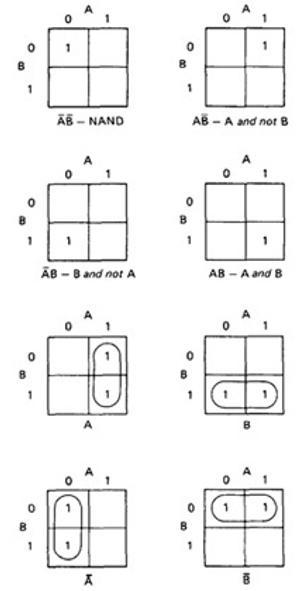 A A
0 1 0 1
0 1 0 1
B B
1 1
ĀB̄ – NAND AB̄ – A and not B
A A
0 1 0 1
0 0
B B
1 1 1 1
ĀB – B and not A AB – A and B
A A
0 1 0 1
0 1 0
B B
1 1 1 1 1
A B
A A
0 1 0 1
0 1 0 1 1
B B
1 1 1
Ā B̄